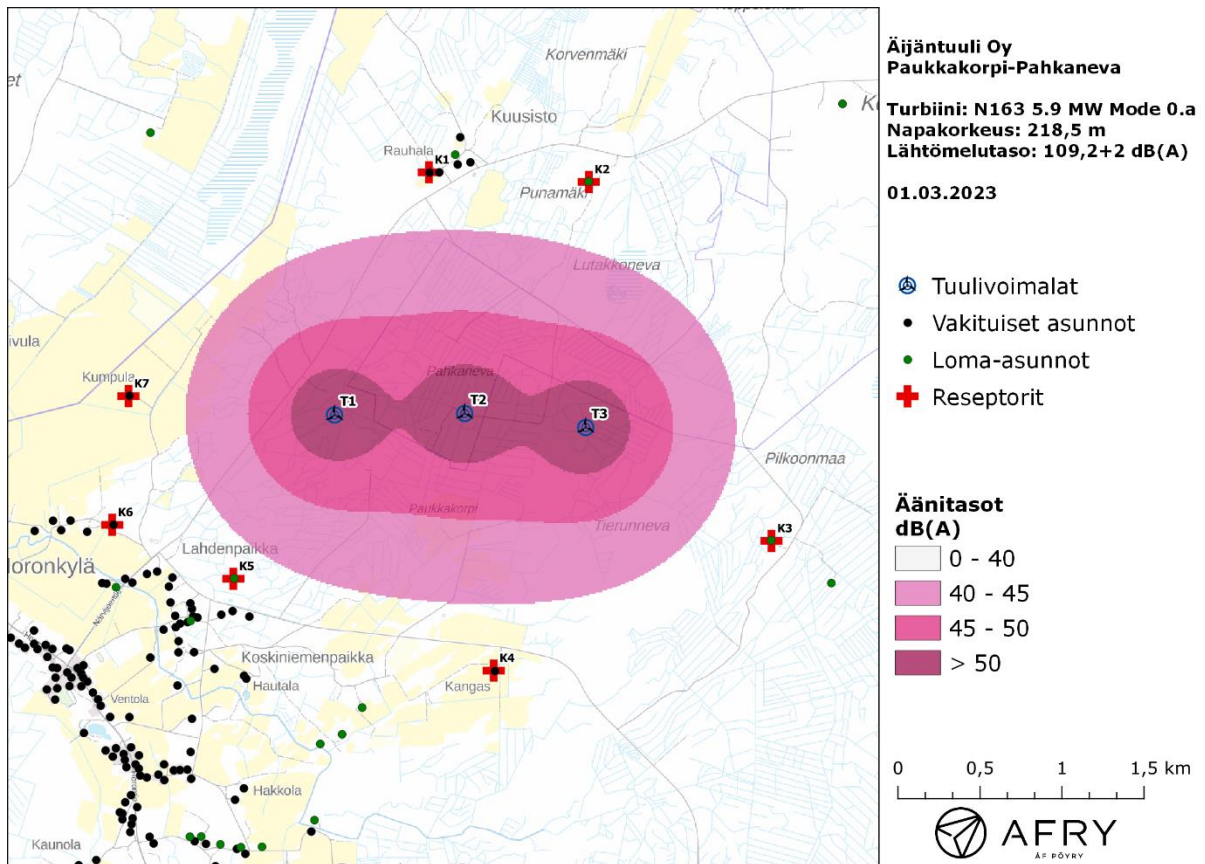 Korvenmäki
et
Kuusisto
Rauhala
K1
K2
Punamäki
Lutakkoneva
ivula
Kumpula
K7
Pahkaneva
T1
T2
T3
Pilkoonmaa
Paukkakorpi
Tierunneva
K6
K3
Lahdenpaikka
oronkylä
K5
Koskiniemenpaikka
K4
Hautala
Kangas
Ventola
Hakkola
Kaunola
Äijäntuuli Oy
Paukkakorpi-Pahkaneva
Turbiini: N163 5.9 MW Mode 0.a
Napakorkeus: 218,5 m
Lähtömelutaso: 109,2+2 dB(A)
01.03.2023
Tuulivoimalat
Vakituiset asunnot
Loma-asunnot
Reseptorit
Äänitasot
dB(A)
0 - 40
40 - 45
45 - 50
> 50
0 0,5 1 1,5 km
AFRY
ÅF PÖYRY